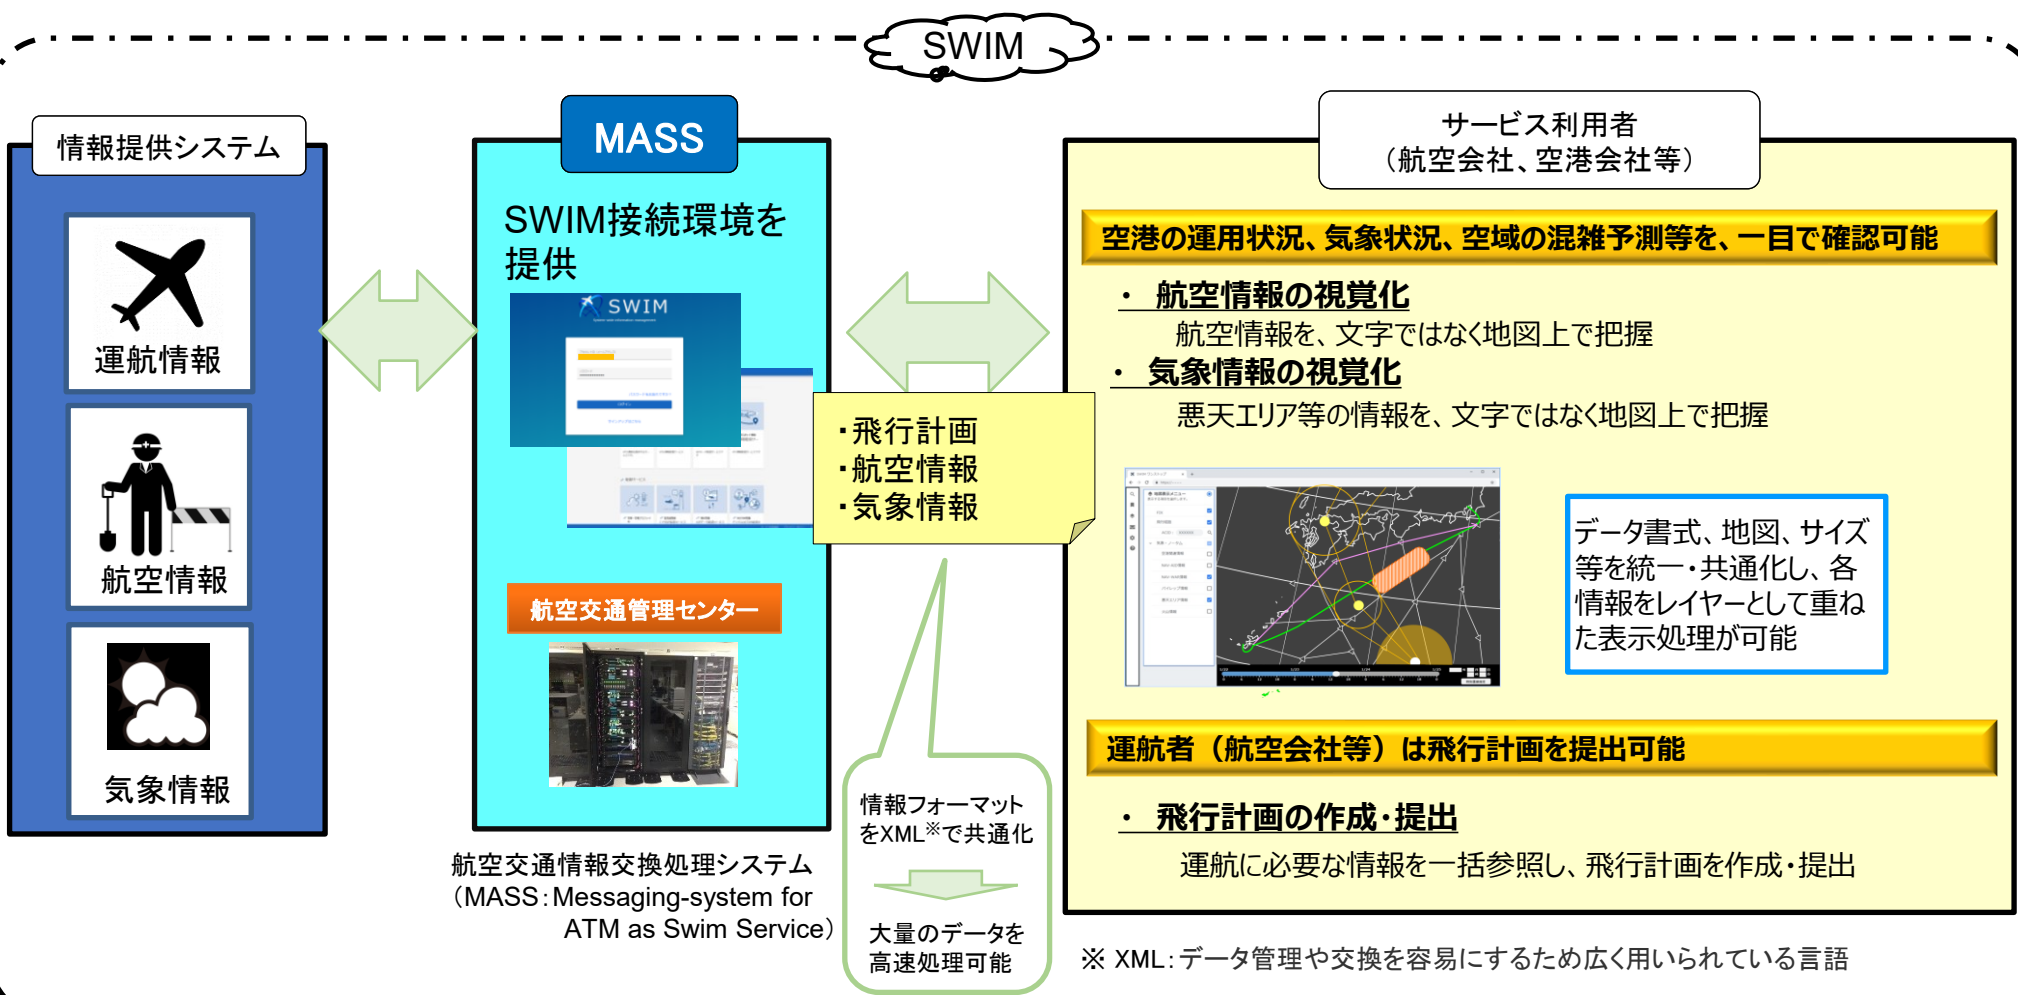 SWIM
情報提供システム
運航情報
航空情報
気象情報
MASS
SWIM接続環境を
提供
SWIM
航空交通管理センター
航空交通情報交換処理システム
（MASS：Messaging-system for
ATM as Swim Service）
・飛行計画
・航空情報
・気象情報
情報フォーマット
をXML※で共通化
大量のデータを
高速処理可能
サービス利用者
（航空会社、空港会社等）
空港の運用状況、気象状況、空域の混雑予測等を、一目で確認可能
・ 航空情報の視覚化
航空情報を、文字ではなく地図上で把握
・ 気象情報の視覚化
悪天エリア等の情報を、文字ではなく地図上で把握
データ書式、地図、サイズ
等を統一・共通化し、各
情報をレイヤーとして重ね
た表示処理が可能
運航者（航空会社等）は飛行計画を提出可能
・ 飛行計画の作成・提出
運航に必要な情報を一括参照し、飛行計画を作成・提出
※ XML：データ管理や交換を容易にするため広く用いられている言語